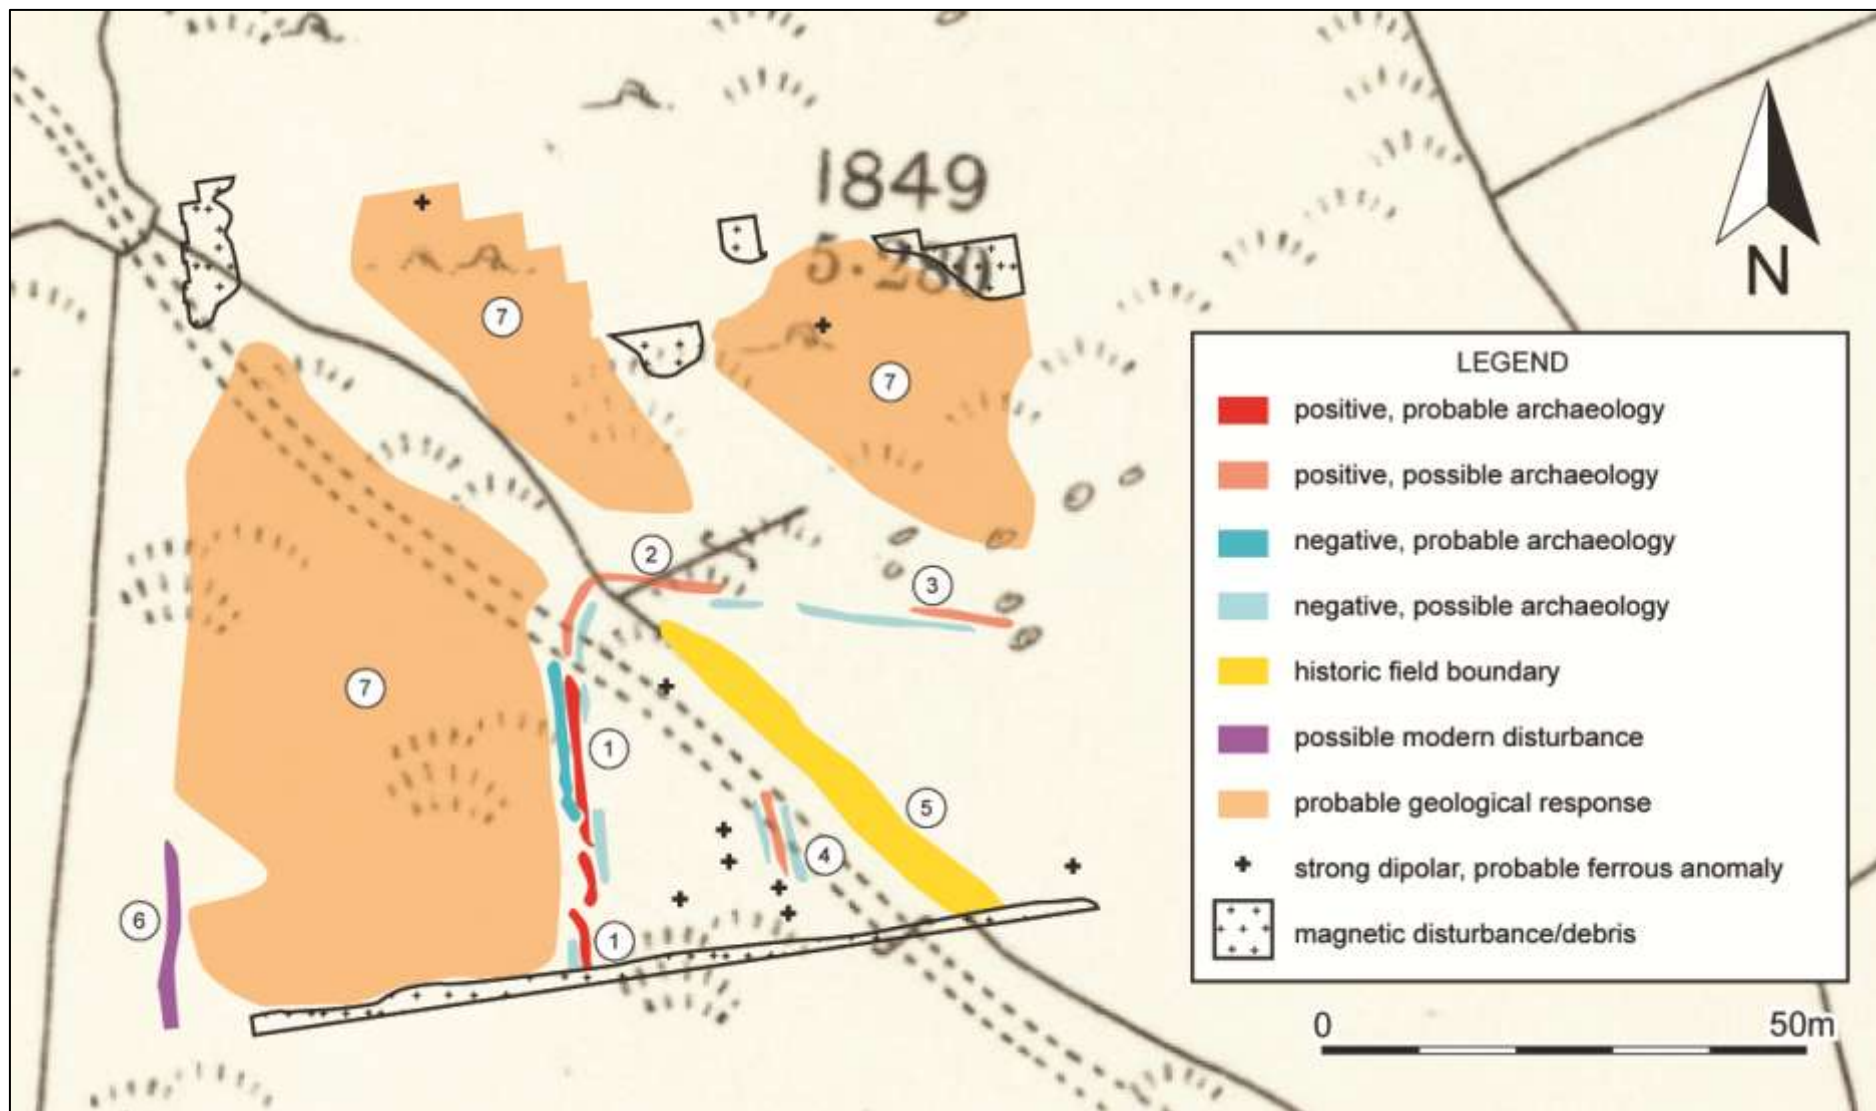 1849
5·280
N
7
7
2
3
7
1
5
4
6
1
LEGEND
positive, probable archaeology
positive, possible archaeology
negative, probable archaeology
negative, possible archaeology
historic field boundary
possible modern disturbance
probable geological response
strong dipolar, probable ferrous anomaly
magnetic disturbance/debris
0 50m